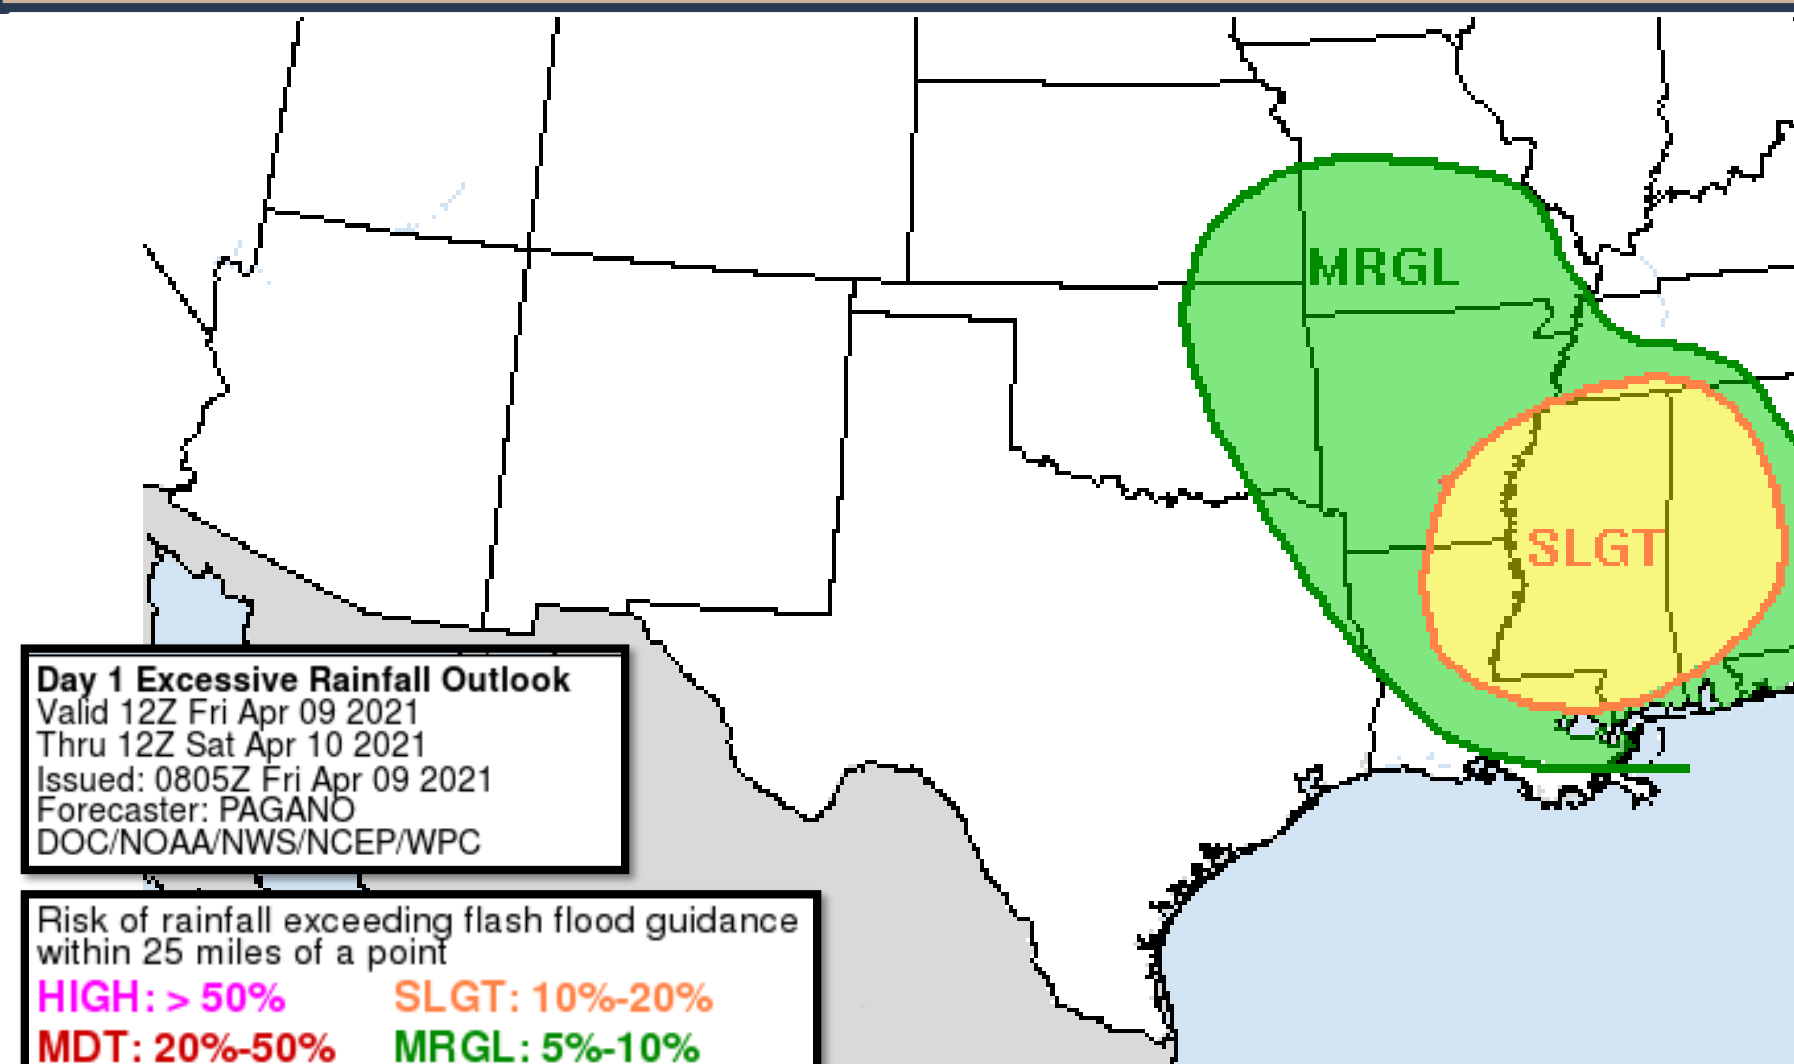 MRGL
SLGT
Day 1 Excessive Rainfall Outlook
Valid 12Z Fri Apr 09 2021
Thru 12Z Sat Apr 10 2021
Issued: 0805Z Fri Apr 09 2021
Forecaster: PAGANO
DOC/NOAA/NWS/NCEP/WPC
Risk of rainfall exceeding flash flood guidance
within 25 miles of a point
HIGH: > 50% SLGT: 10%-20%
MDT: 20%-50% MRGL: 5%-10%